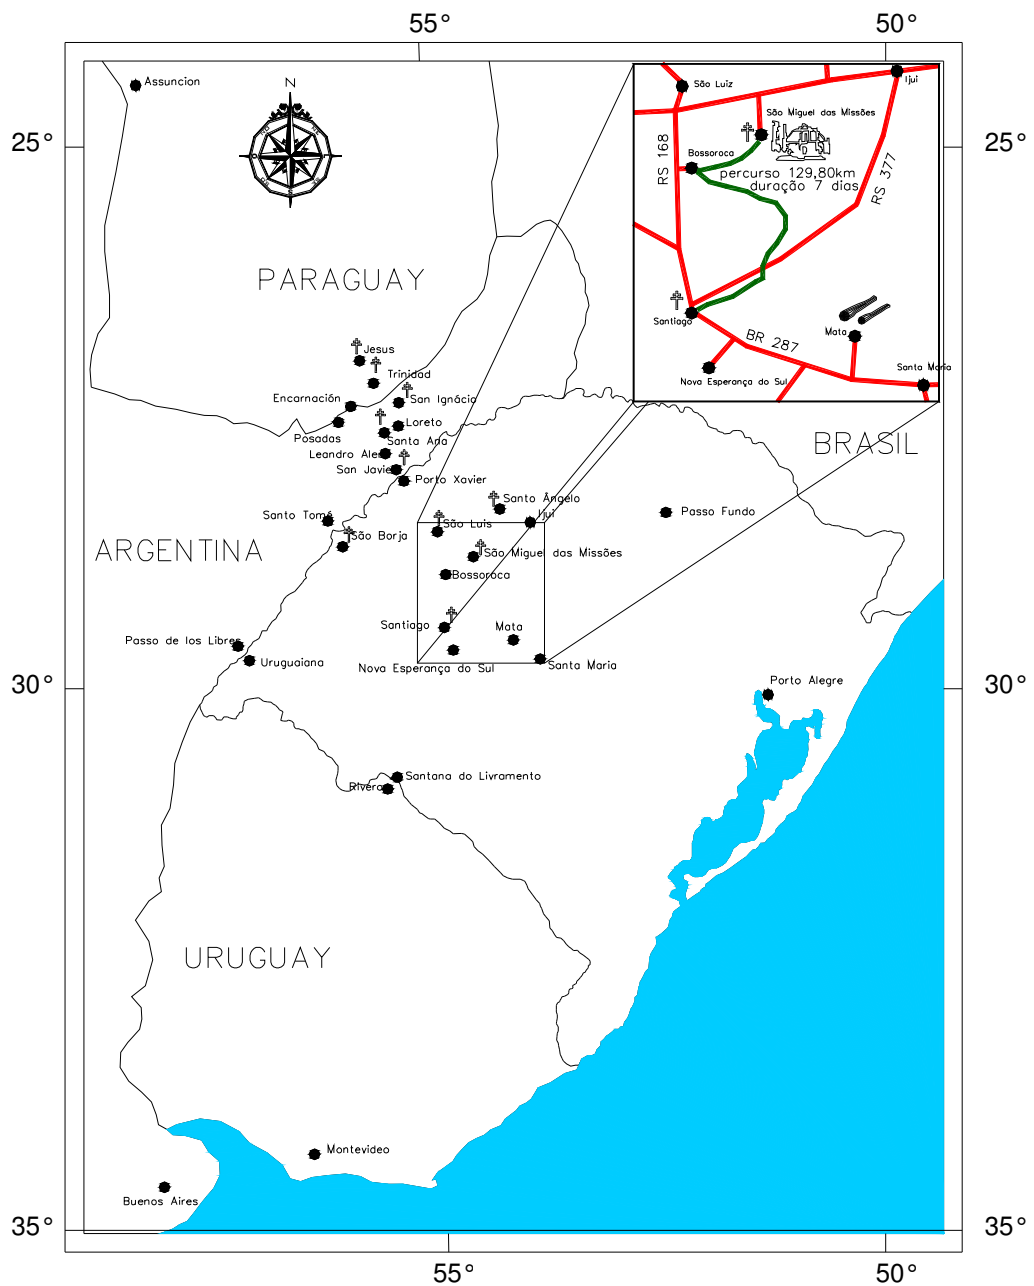 55°
50°
Assuncion
N
São Luiz
Ijui
São Miguel das Missões
25°
25°
RS 168
Bossoroca
percurso 129,80km
duração 7 dias
RS 377
PARAGUAY
Santiago
Mata
BR 287
Santa Maria
Nova Esperança do Sul
Jesus
Trinidad
Encarnación
San Ignácio
Loreto
Posadas
Santa Ana
BRASIL
Leandro Ales
San Javier
Porto Xavier
Santo Ângelo
Santo Tomé
São Luis
Ijui
Passo Fundo
São Borja
ARGENTINA
São Miguel das Missões
Bossoroca
Santiago
Mata
Passo de los Libres
Uruguaiana
Nova Esperança do Sul
Santa Maria
30°
30°
Porto Alegre
Santana do Livramento
Rivera
URUGUAY
Montevideo
Buenos Aires
35°
35°
55°
50°